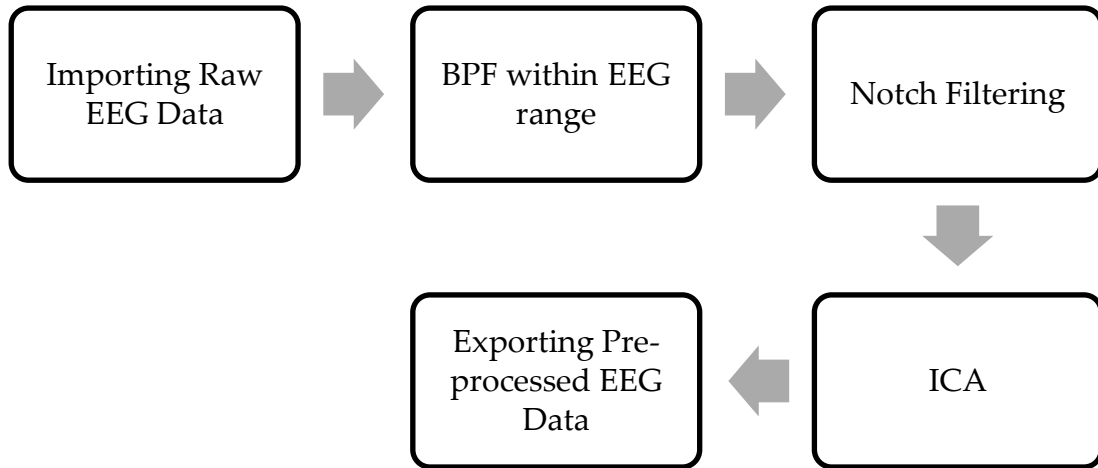 Importing Raw
EEG Data
BPF within EEG
range
Notch Filtering
ICA
Exporting Pre-
processed EEG
Data